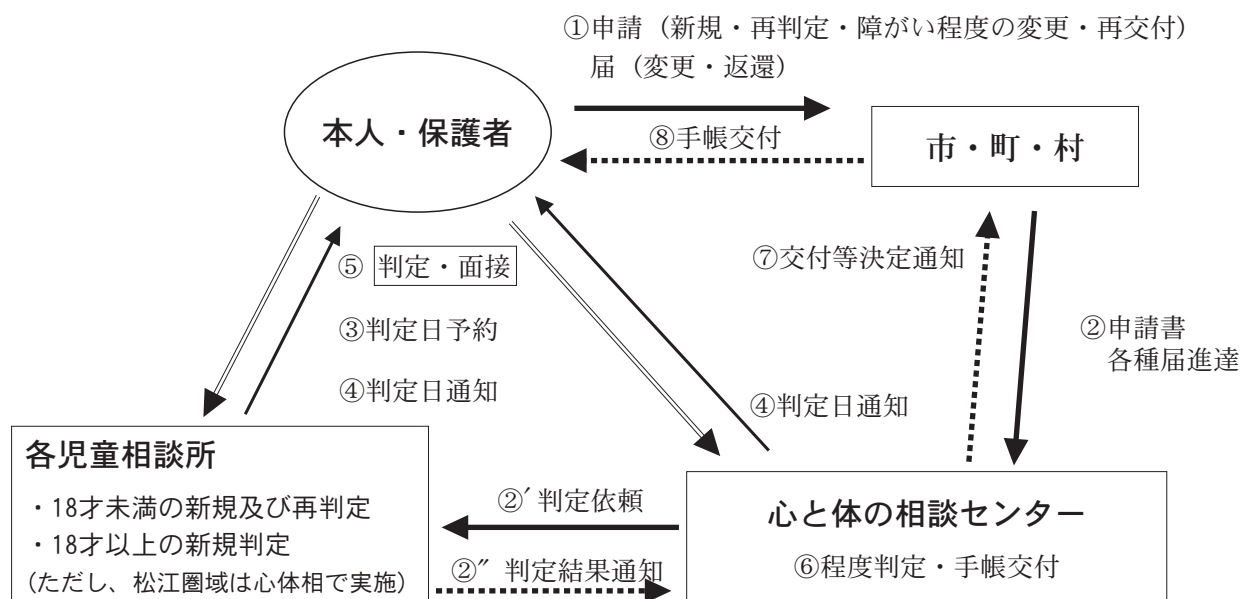 ①申請（新規・再判定・障がい程度の変更・再交付）
届（変更・返還）
本人・保護者
⑧手帳交付
市・町・村
⑤ 判定・面接
⑦交付等決定通知
③判定日予約
②申請書
各種届進達
④判定日通知
④判定日通知
各児童相談所
・18才未満の新規及び再判定
・18才以上の新規判定
(ただし、松江圏域は心体相で実施)
②′判定依頼
②″ 判定結果通知
心と体の相談センター
⑥程度判定・手帳交付